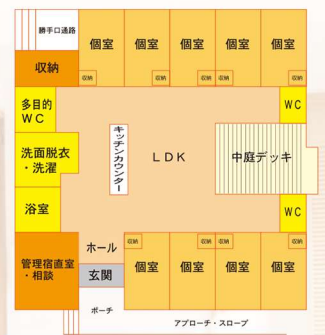 勝手口通路
個室
個室
個室
個室
個室
収納
収納
収納
収納
収納
収納
多目的
WC
WC
洗面脱衣
・洗濯
キッチンカウンター
LDK
中庭デッキ
浴室
WC
ホール
収納
収納
収納
収納
管理宿直室
・相談
玄関
個室
個室
個室
個室
ポーチ
アプローチ・スロープ